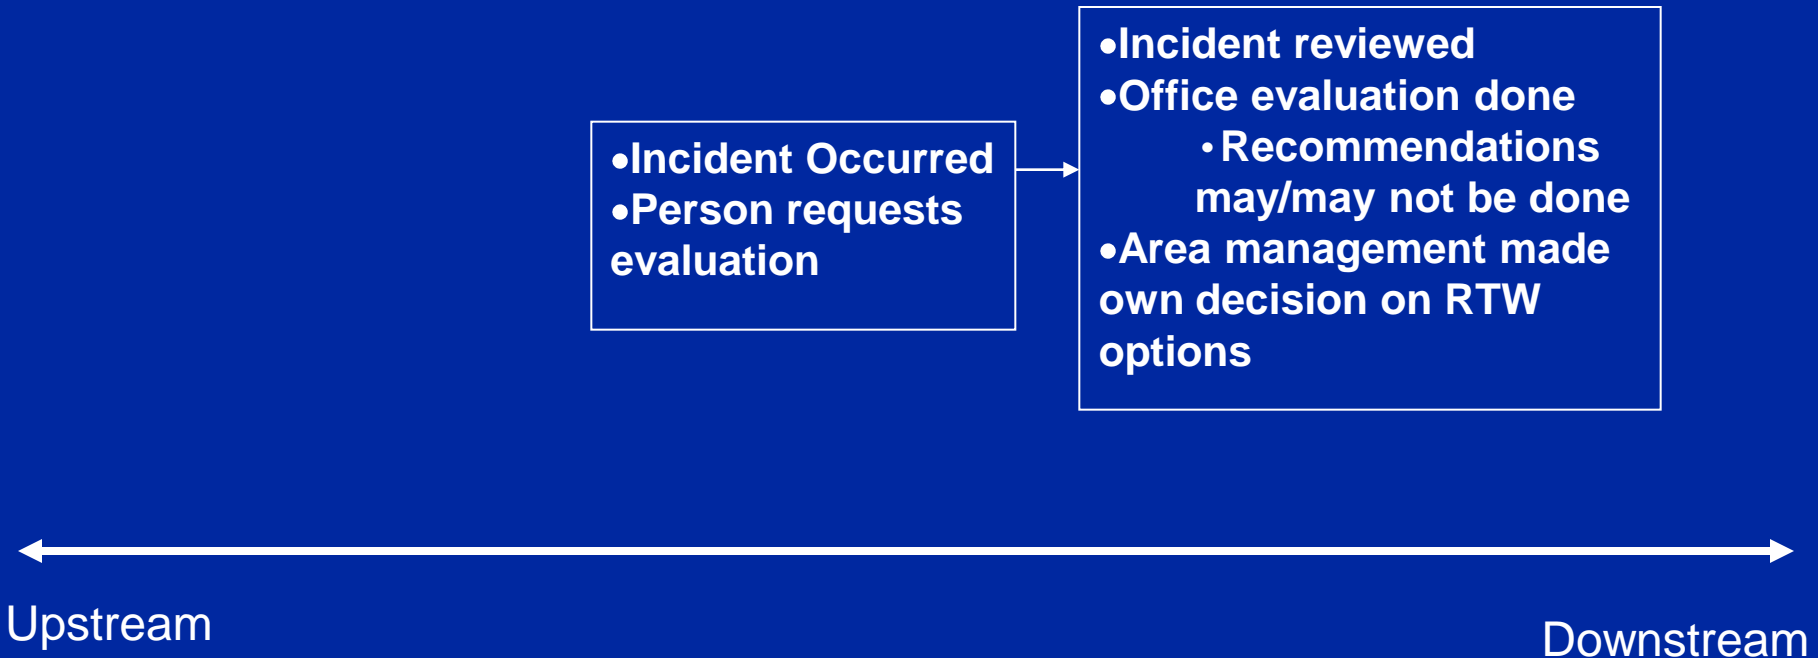 •Incident Occurred
•Person requests
evaluation
•Incident reviewed
•Office evaluation done
•Recommendations
may/may not be done
•Area management made
own decision on RTW
options
Upstream
Downstream